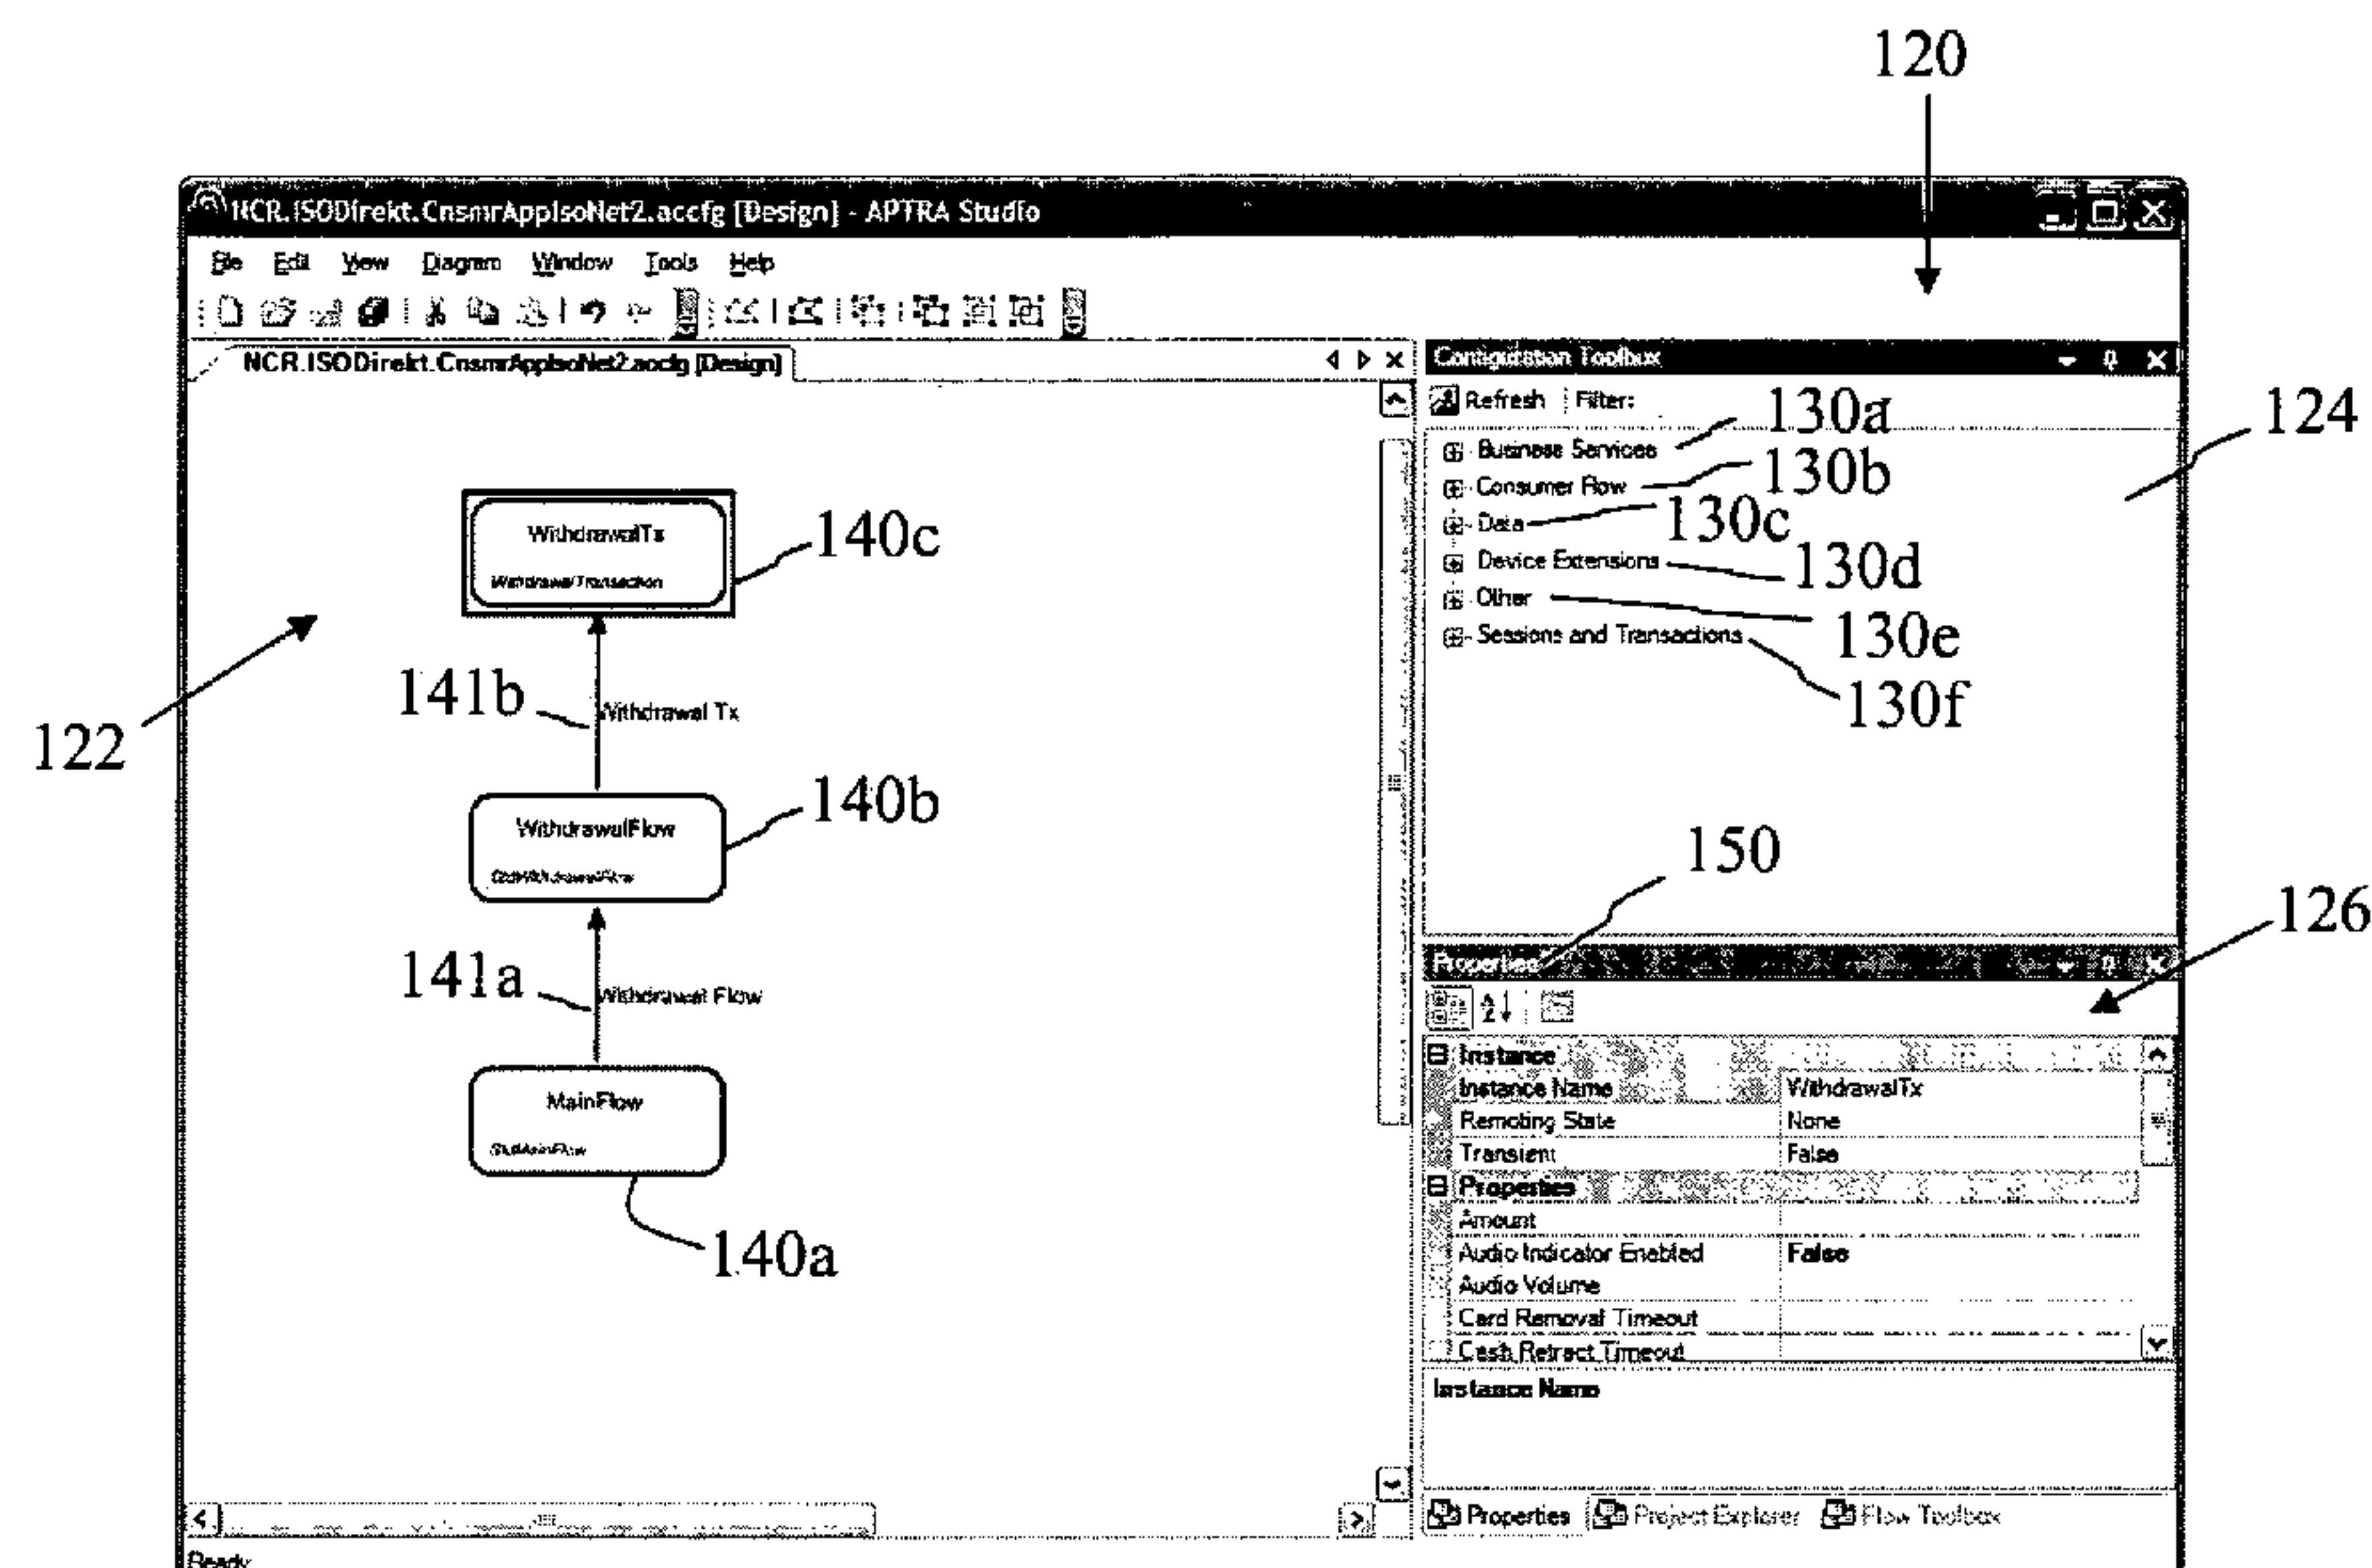 120
NCR.ISODirekt.CnsmrAppIsoNet2.accfg [Design] - APTRA Studio
File Edit View Diagram Window Tools Help
NCR.ISODirekt.CnsmrAppIsoNet2.accfg [Design]
Configuration Toolbox
Refresh Filter:
130a
124
Business Services
130b
Consumer Flow
130c
Data
Device Extensions
130d
Other
130e
Sessions and Transactions
130f
WithdrawalTx
WithdrawalTransaction
140c
141b
Withdrawal Tx
122
WithdrawalFlow
140b
150
126
Properties
141a
Withdrawal Flow
MainFlow
140a
Instance
Instance Name WithdrawalTx
Remoting State None
Transient False
Properties
Amount
Audio Indicator Enabled False
Audio Volume
Card Removal Timeout
Cash Retract Timeout
Instance Name
Properties Project Explorer Flow Toolbox
Ready